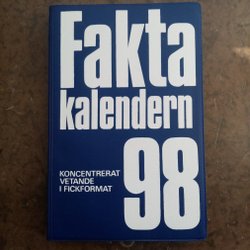 Fakta
kalendern
98
KONCENTRERAT
VETANDE
I FICKFORMAT